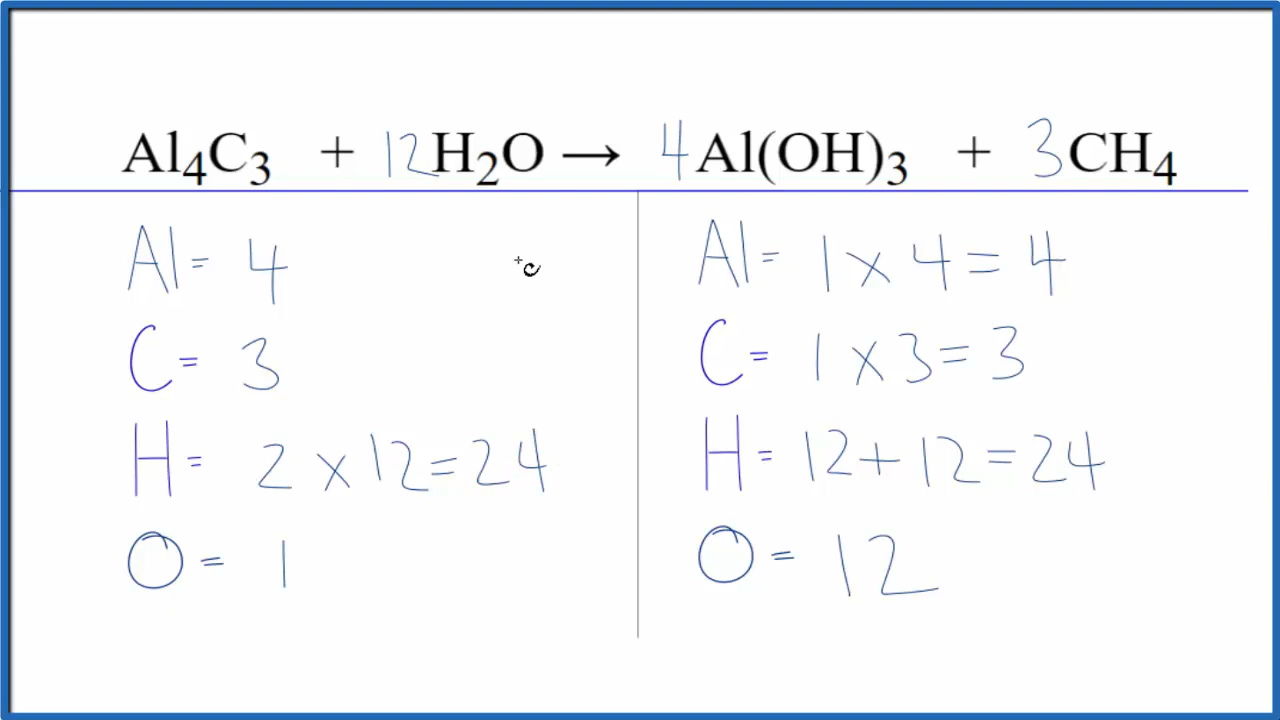 Al₄C₃ + 12H₂O → 4Al(OH)₃ + 3CH₄
Al = 4
C = 3
H = 2 x 12 = 24
O = 1
Al = 1 x 4 = 4
C = 1 x 3 = 3
H = 12 + 12 = 24
O = 12